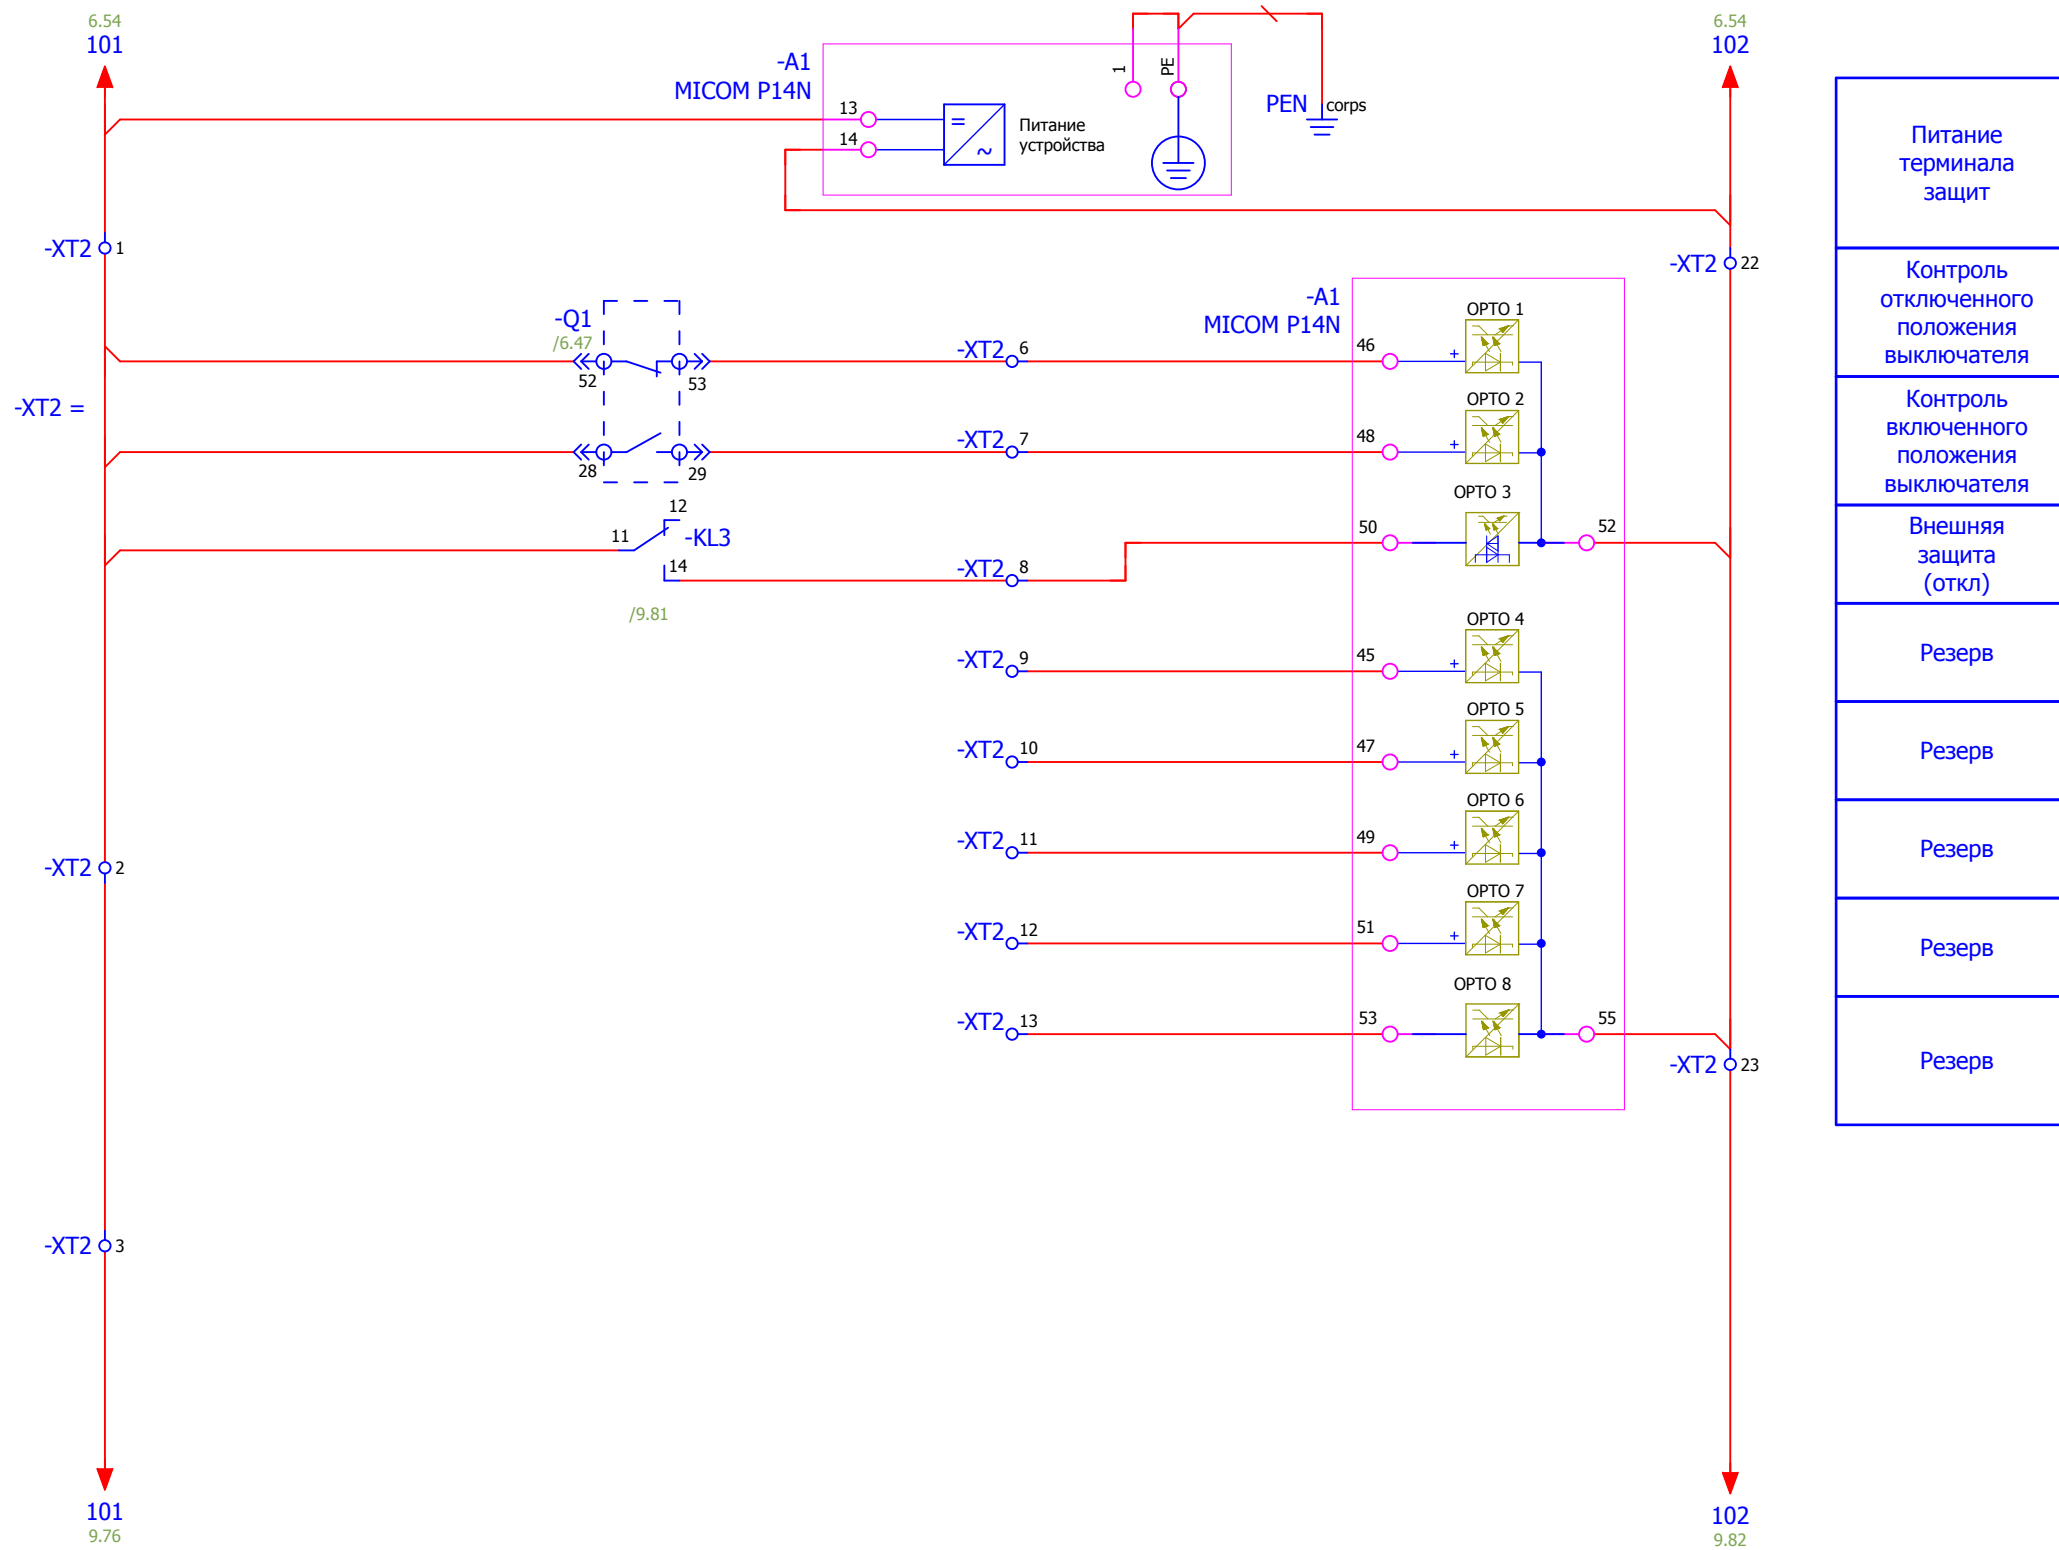 6.54
101
-A1
MICOM P14N
13
14
Питание
устройства
1
PE
PEN
corps
6.54
102
Питание
терминала
защит
-XT2
1
-XT2
22
-Q1
/6.47
52
53
-XT2
6
-A1
MICOM P14N
46
+
OPTO 1
Контроль
отключенного
положения
выключателя
-XT2 =
28
29
-XT2
7
48
+
OPTO 2
Контроль
включенного
положения
выключателя
11
12
14
-KL3
/9.81
-XT2
8
50
OPTO 3
52
Внешняя
защита
(откл)
-XT2
9
45
+
OPTO 4
Резерв
-XT2
10
47
+
OPTO 5
Резерв
-XT2
2
-XT2
11
49
+
OPTO 6
Резерв
-XT2
12
51
+
OPTO 7
Резерв
-XT2
13
53
OPTO 8
55
-XT2
23
Резерв
-XT2
3
101
9.76
102
9.82